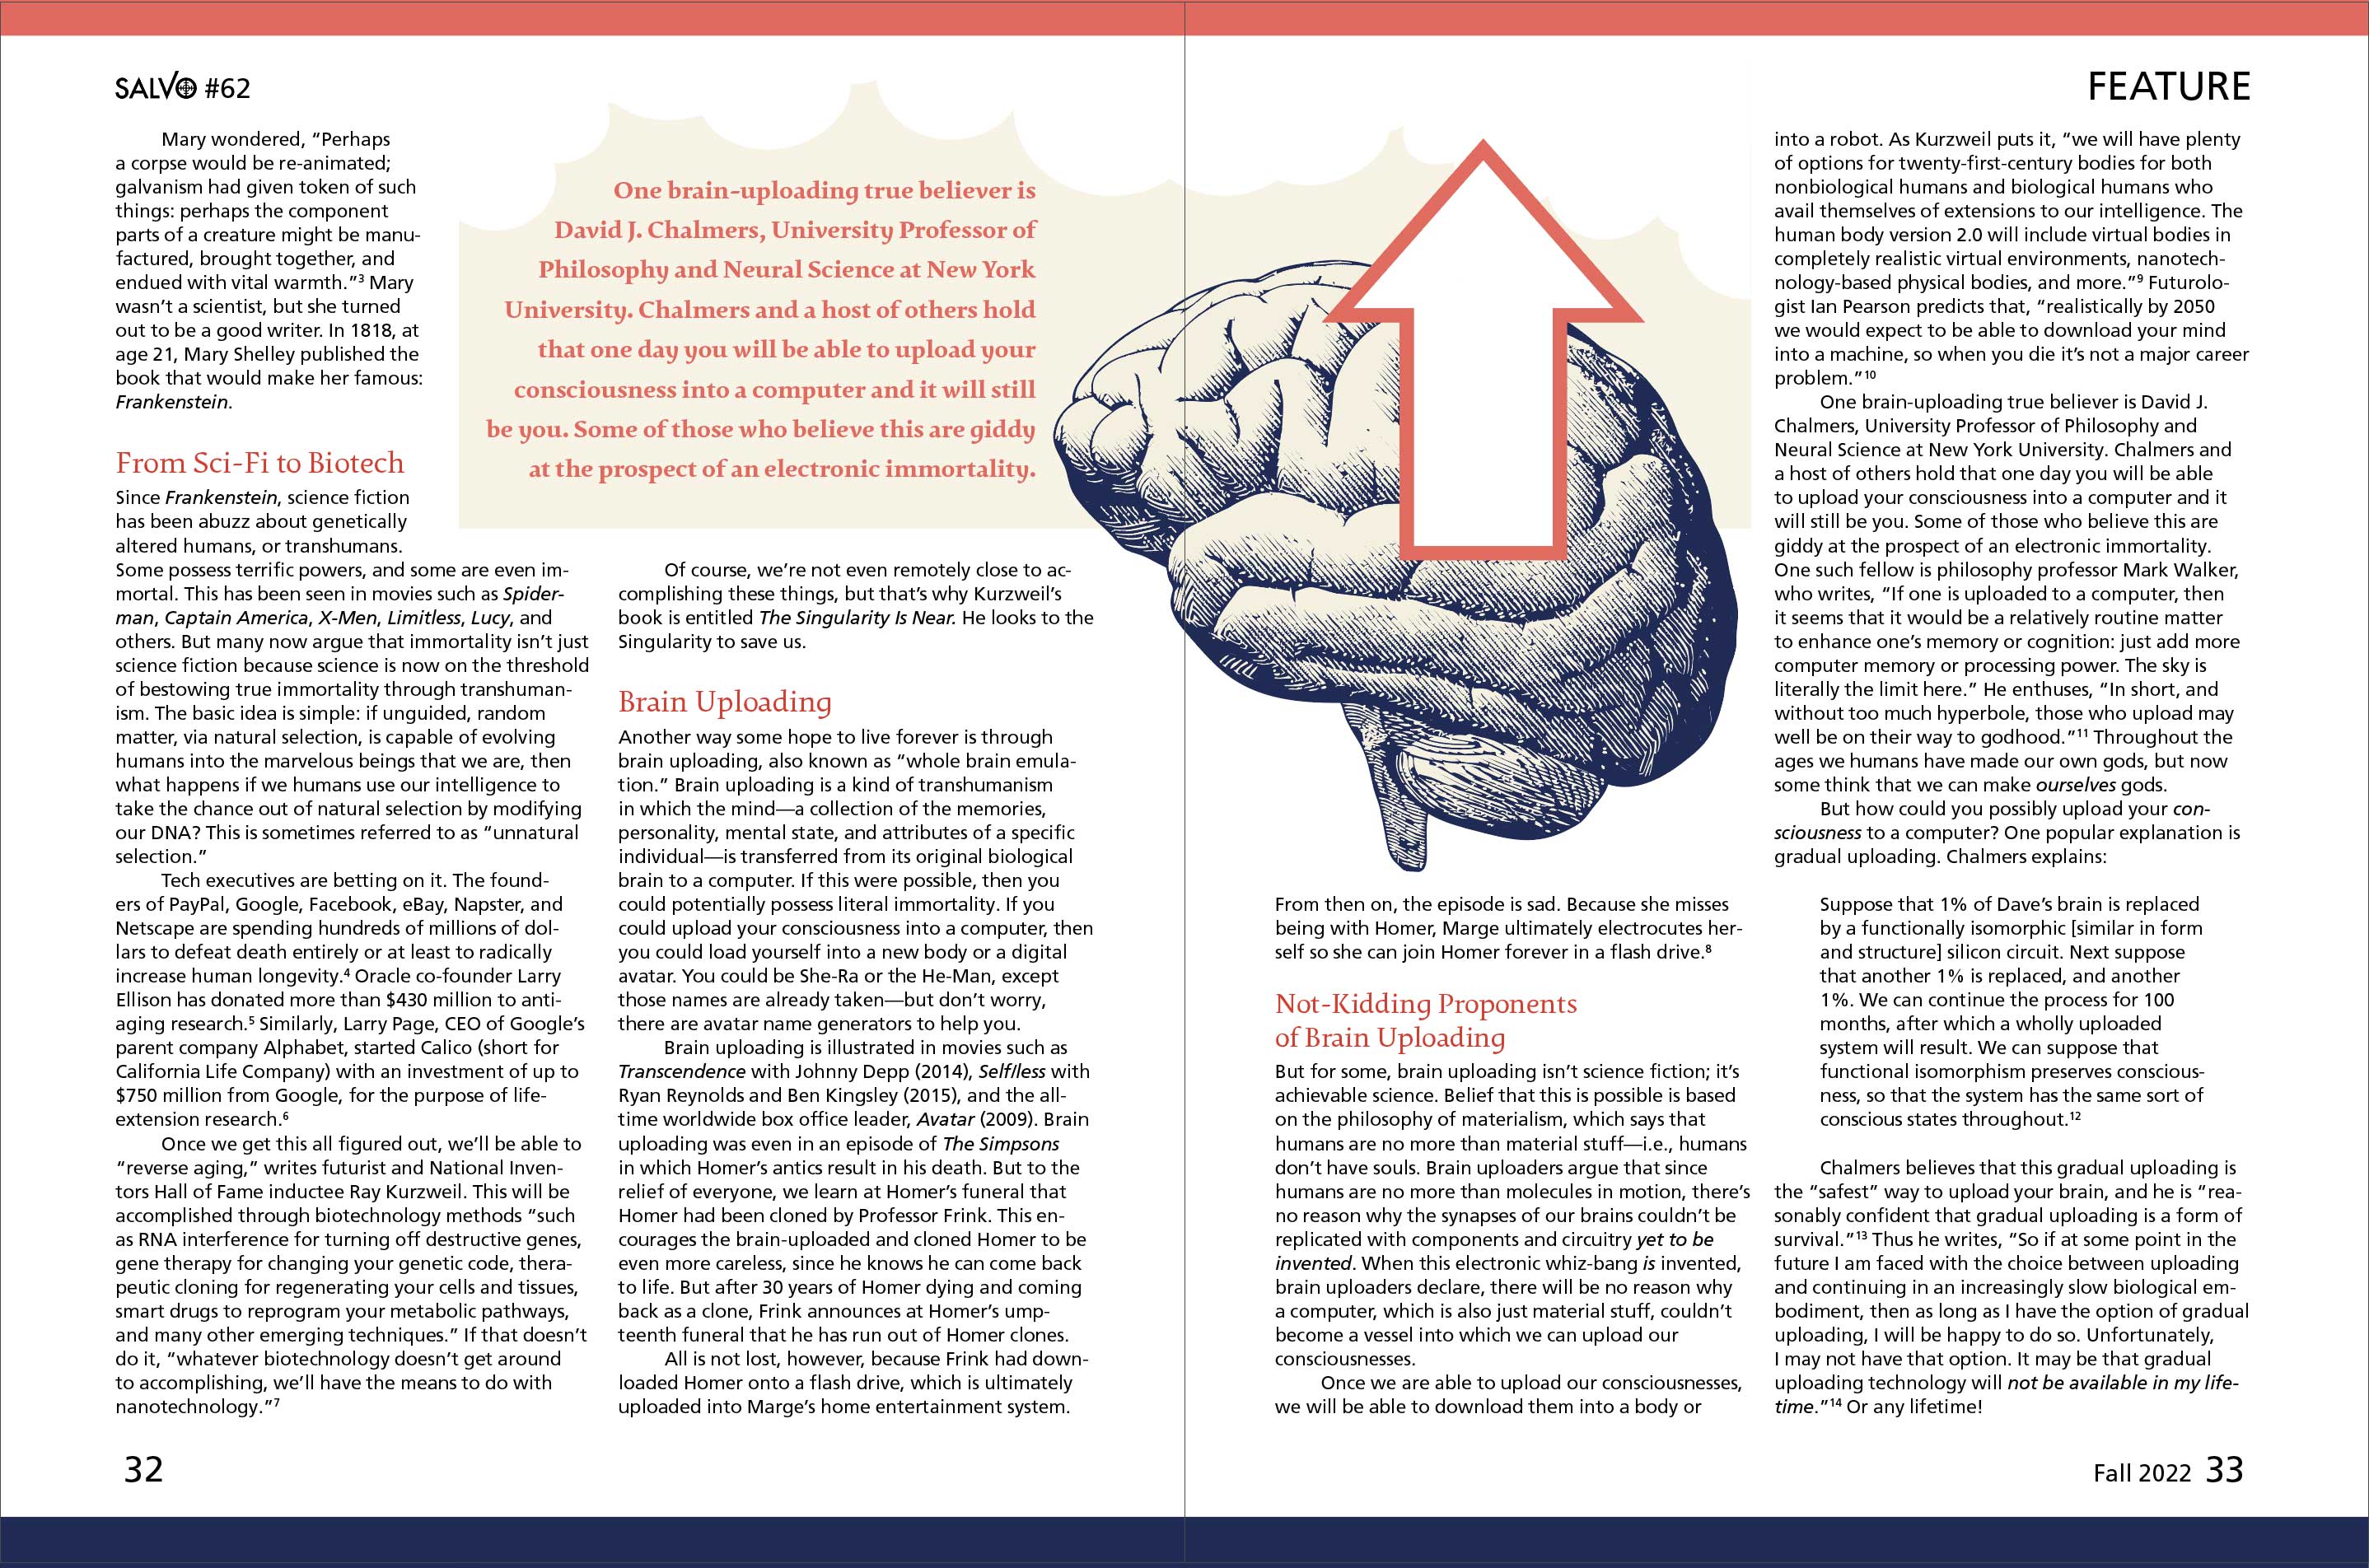 SALVO #62
FEATURE
Mary wondered, “Perhaps
a corpse would be re-animated;
galvanism had given token of such
things: perhaps the component
parts of a creature might be manu-
factured, brought together, and
endued with vital warmth.”3 Mary
wasn’t a scientist, but she turned
out to be a good writer. In 1818, at
age 21, Mary Shelley published the
book that would make her famous:
Frankenstein.
From Sci-Fi to Biotech
Since Frankenstein, science fiction
has been abuzz about genetically
altered humans, or transhumans.
Some possess terrific powers, and some are even im-
mortal. This has been seen in movies such as Spider-
man, Captain America, X-Men, Limitless, Lucy, and
others. But many now argue that immortality isn’t just
science fiction because science is now on the threshold
of bestowing true immortality through transhuman-
ism. The basic idea is simple: if unguided, random
matter, via natural selection, is capable of evolving
humans into the marvelous beings that we are, then
what happens if we humans use our intelligence to
take the chance out of natural selection by modifying
our DNA? This is sometimes referred to as “unnatural
selection.”
Tech executives are betting on it. The found-
ers of PayPal, Google, Facebook, eBay, Napster, and
Netscape are spending hundreds of millions of dol-
lars to defeat death entirely or at least to radically
increase human longevity.4 Oracle co-founder Larry
Ellison has donated more than $430 million to anti-
aging research.5 Similarly, Larry Page, CEO of Google’s
parent company Alphabet, started Calico (short for
California Life Company) with an investment of up to
$750 million from Google, for the purpose of life-
extension research.6
Once we get this all figured out, we’ll be able to
“reverse aging,” writes futurist and National Inven-
tors Hall of Fame inductee Ray Kurzweil. This will be
accomplished through biotechnology methods “such
as RNA interference for turning off destructive genes,
gene therapy for changing your genetic code, thera-
peutic cloning for regenerating your cells and tissues,
smart drugs to reprogram your metabolic pathways,
and many other emerging techniques.” If that doesn’t
do it, “whatever biotechnology doesn’t get around
to accomplishing, we’ll have the means to do with
nanotechnology.”7
One brain-uploading true believer is
David J. Chalmers, University Professor of
Philosophy and Neural Science at New York
University. Chalmers and a host of others hold
that one day you will be able to upload your
consciousness into a computer and it will still
be you. Some of those who believe this are giddy
at the prospect of an electronic immortality.
Of course, we’re not even remotely close to ac-
complishing these things, but that’s why Kurzweil’s
book is entitled The Singularity Is Near. He looks to the
Singularity to save us.
Brain Uploading
Another way some hope to live forever is through
brain uploading, also known as “whole brain emula-
tion.” Brain uploading is a kind of transhumanism
in which the mind—a collection of the memories,
personality, mental state, and attributes of a specific
individual—is transferred from its original biological
brain to a computer. If this were possible, then you
could potentially possess literal immortality. If you
could upload your consciousness into a computer, then
you could load yourself into a new body or a digital
avatar. You could be She-Ra or the He-Man, except
those names are already taken—but don’t worry,
there are avatar name generators to help you.
Brain uploading is illustrated in movies such as
Transcendence with Johnny Depp (2014), Self/less with
Ryan Reynolds and Ben Kingsley (2015), and the all-
time worldwide box office leader, Avatar (2009). Brain
uploading was even in an episode of The Simpsons
in which Homer’s antics result in his death. But to the
relief of everyone, we learn at Homer’s funeral that
Homer had been cloned by Professor Frink. This en-
courages the brain-uploaded and cloned Homer to be
even more careless, since he knows he can come back
to life. But after 30 years of Homer dying and coming
back as a clone, Frink announces at Homer’s ump-
teenth funeral that he has run out of Homer clones.
All is not lost, however, because Frink had down-
loaded Homer onto a flash drive, which is ultimately
uploaded into Marge’s home entertainment system.
From then on, the episode is sad. Because she misses
being with Homer, Marge ultimately electrocutes her-
self so she can join Homer forever in a flash drive.8
Not-Kidding Proponents
of Brain Uploading
But for some, brain uploading isn’t science fiction; it’s
achievable science. Belief that this is possible is based
on the philosophy of materialism, which says that
humans are no more than material stuff—i.e., humans
don’t have souls. Brain uploaders argue that since
humans are no more than molecules in motion, there’s
no reason why the synapses of our brains couldn’t be
replicated with components and circuitry yet to be
invented. When this electronic whiz-bang is invented,
brain uploaders declare, there will be no reason why
a computer, which is also just material stuff, couldn’t
become a vessel into which we can upload our
consciousnesses.
Once we are able to upload our consciousnesses,
we will be able to download them into a body or
into a robot. As Kurzweil puts it, “we will have plenty
of options for twenty-first-century bodies for both
nonbiological humans and biological humans who
avail themselves of extensions to our intelligence. The
human body version 2.0 will include virtual bodies in
completely realistic virtual environments, nanotech-
nology-based physical bodies, and more.”9 Futurolo-
gist Ian Pearson predicts that, “realistically by 2050
we would expect to be able to download your mind
into a machine, so when you die it’s not a major career
problem.”10
One brain-uploading true believer is David J.
Chalmers, University Professor of Philosophy and
Neural Science at New York University. Chalmers and
a host of others hold that one day you will be able
to upload your consciousness into a computer and it
will still be you. Some of those who believe this are
giddy at the prospect of an electronic immortality.
One such fellow is philosophy professor Mark Walker,
who writes, “If one is uploaded to a computer, then
it seems that it would be a relatively routine matter
to enhance one’s memory or cognition: just add more
computer memory or processing power. The sky is
literally the limit here.” He enthuses, “In short, and
without too much hyperbole, those who upload may
well be on their way to godhood.”11 Throughout the
ages we humans have made our own gods, but now
some think that we can make ourselves gods.
But how could you possibly upload your con-
sciousness to a computer? One popular explanation is
gradual uploading. Chalmers explains:
Suppose that 1% of Dave’s brain is replaced
by a functionally isomorphic [similar in form
and structure] silicon circuit. Next suppose
that another 1% is replaced, and another
1%. We can continue the process for 100
months, after which a wholly uploaded
system will result. We can suppose that
functional isomorphism preserves conscious-
ness, so that the system has the same sort of
conscious states throughout.12
Chalmers believes that this gradual uploading is
the “safest” way to upload your brain, and he is “rea-
sonably confident that gradual uploading is a form of
survival.”13 Thus he writes, “So if at some point in the
future I am faced with the choice between uploading
and continuing in an increasingly slow biological em-
bodiment, then as long as I have the option of gradual
uploading, I will be happy to do so. Unfortunately,
I may not have that option. It may be that gradual
uploading technology will not be available in my life-
time.”14 Or any lifetime!
32
Fall 2022 33